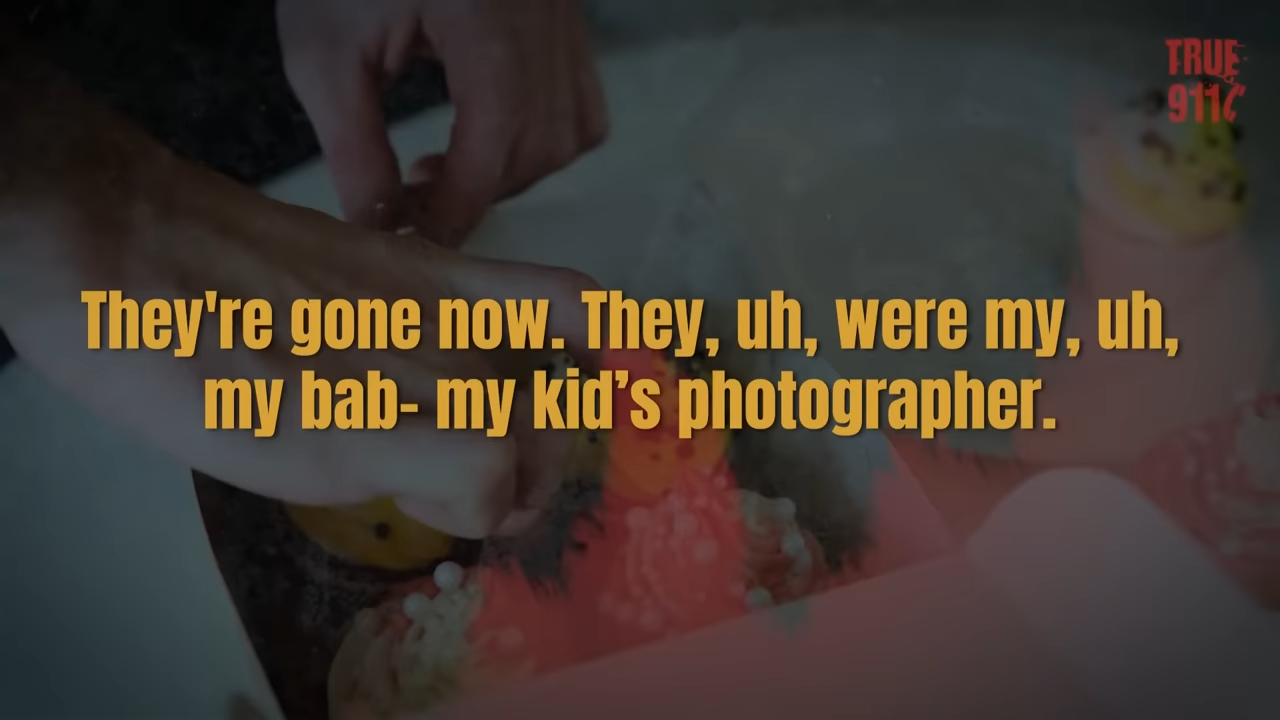 TRUE
911
They're gone now. They, uh, were my, uh,
my bab- my kid’s photographer.